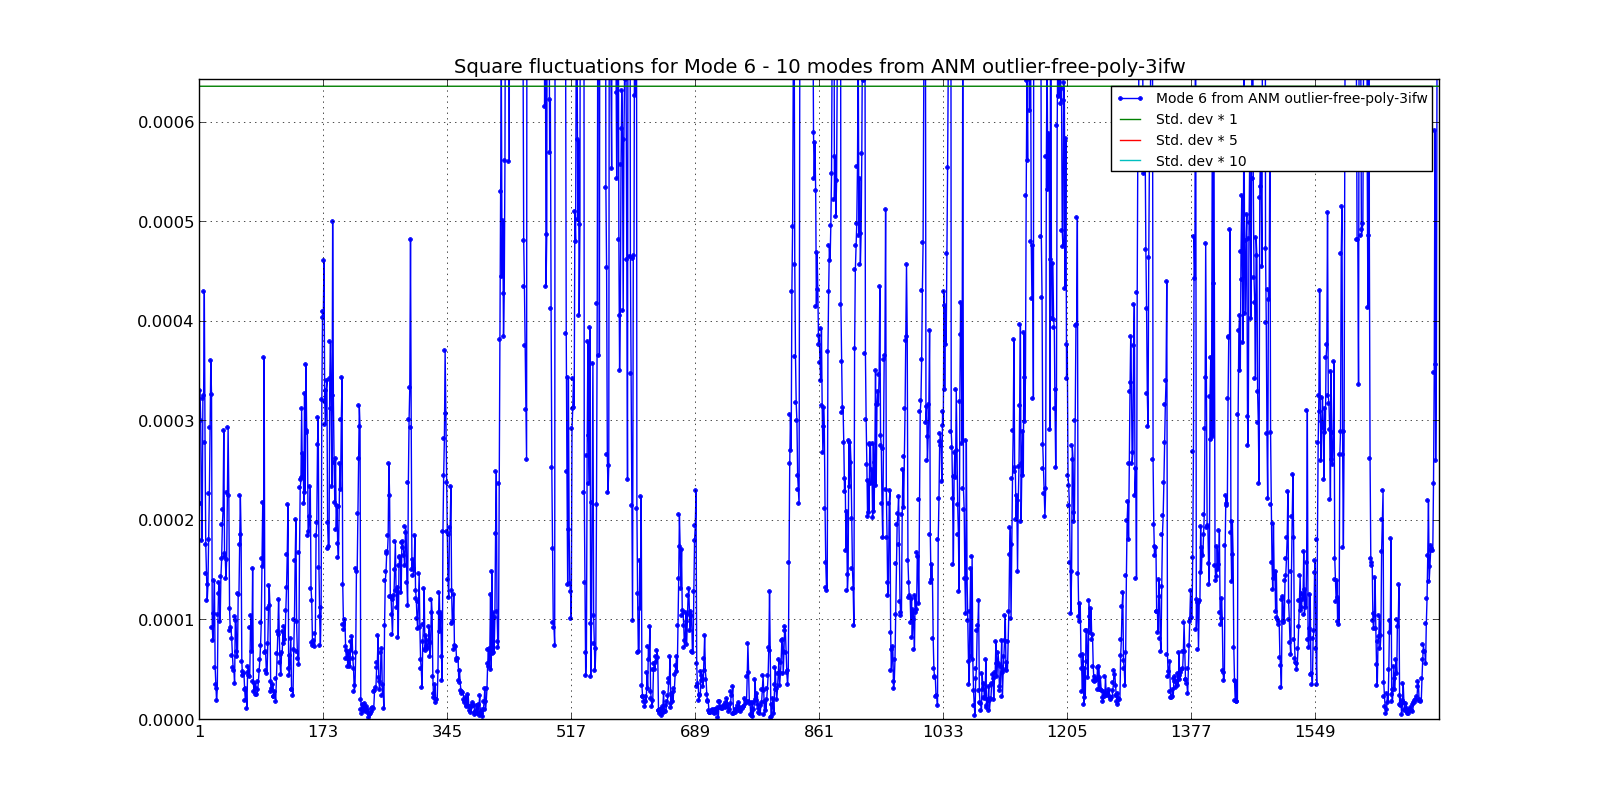 Square fluctuations for Mode 6 - 10 modes from ANM outlier-free-poly-3ifw
Mode 6 from ANM outlier-free-poly-3ifw
Std. dev * 1
Std. dev * 5
Std. dev * 10
0.0006
0.0005
0.0004
0.0003
0.0002
0.0001
0.0000
1 173 345 517 689 861 1033 1205 1377 1549